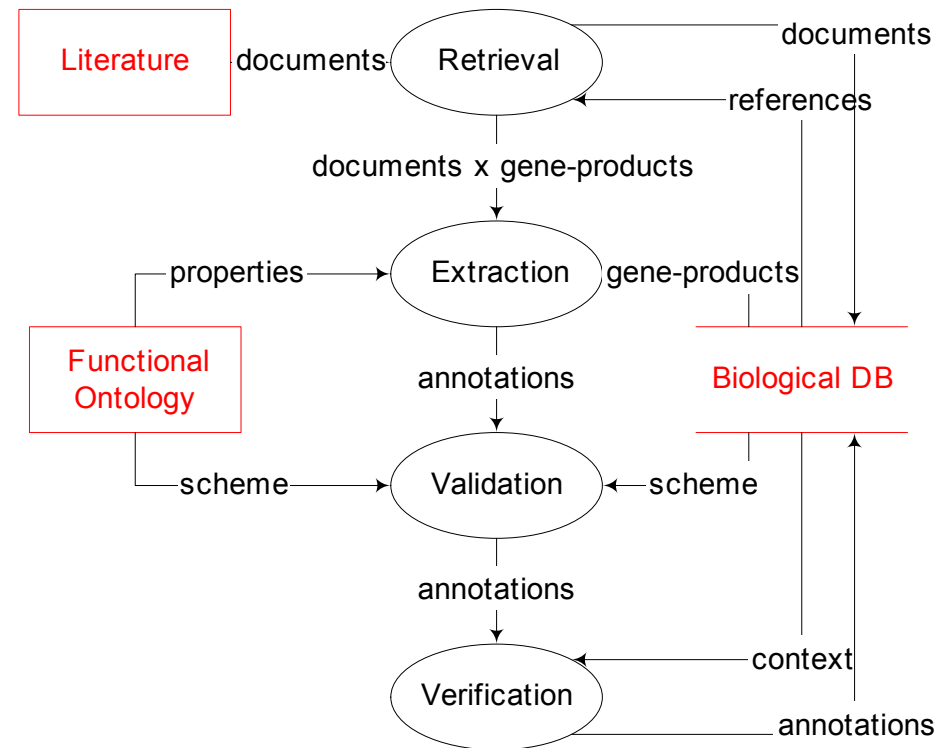 documents
Literature
documents
Retrieval
references
documents x gene-products
properties
Extraction
gene-products
Functional
Ontology
annotations
Biological DB
scheme
Validation
scheme
annotations
context
Verification
annotations